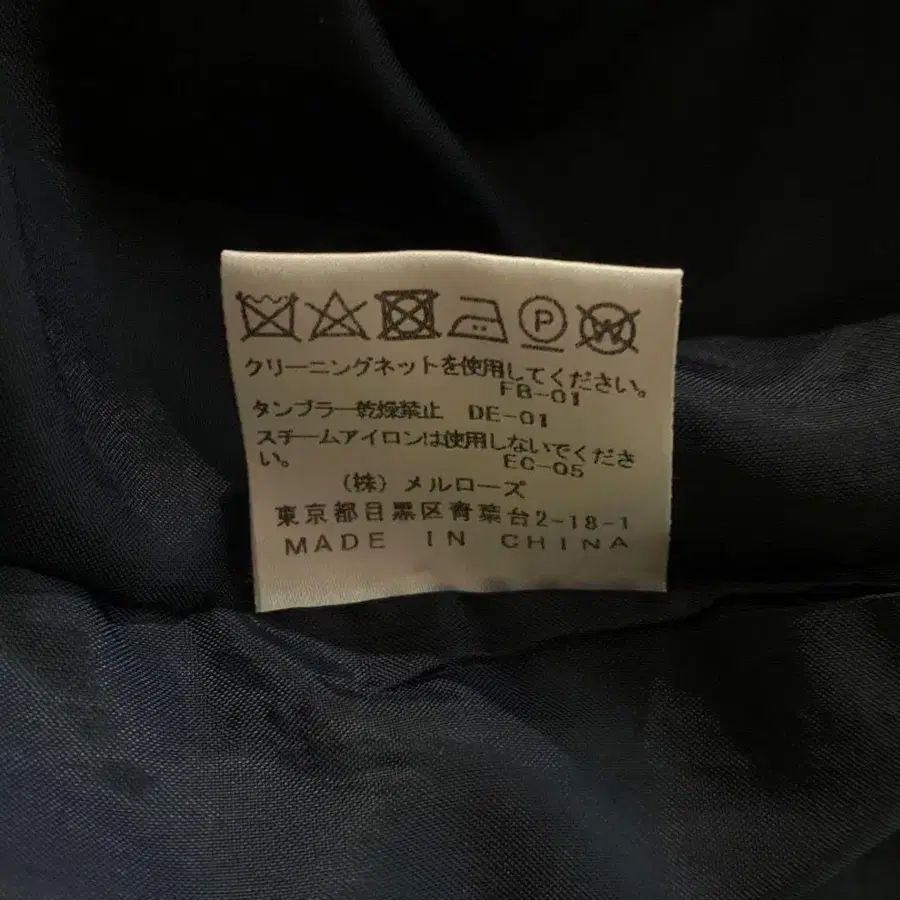 P W
クリーニングネットを使用してください。
FB-01
タンブラー乾燥禁止 DE-01
スチームアイロンは使用しないでくださ
い。 EC-05
(株) メルローズ
東京都目黒区青葉台2-18-1
MADE IN CHINA